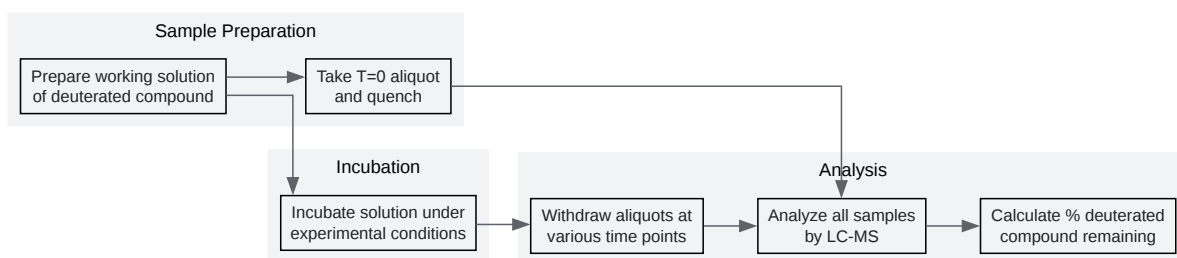 Sample Preparation
Prepare working solution
of deuterated compound
Take T=0 aliquot
and quench
Incubation
Incubate solution under
experimental conditions
Analysis
Withdraw aliquots at
various time points
Analyze all samples
by LC-MS
Calculate % deuterated
compound remaining